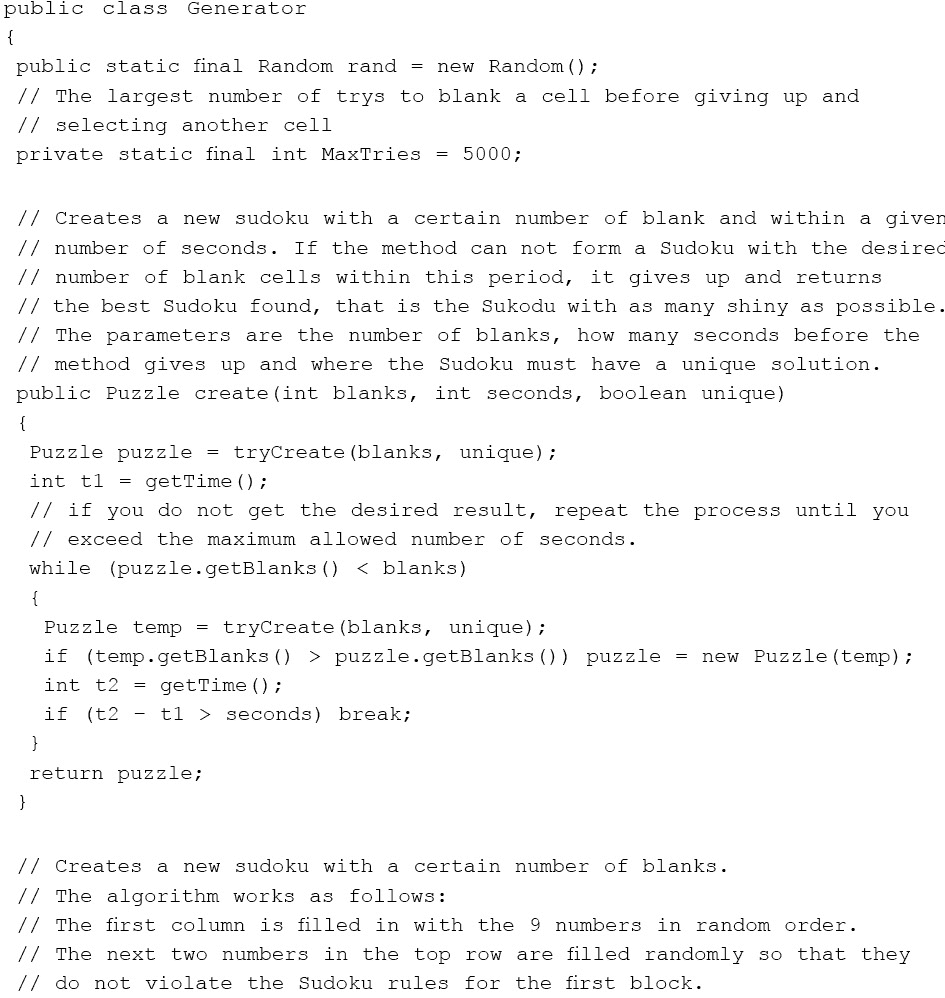 public class Generator
{
public static final Random rand = new Random();
// The largest number of trys to blank a cell before giving up and
// selecting another cell
private static final int MaxTries = 5000;
// Creates a new sudoku with a certain number of blank and within a given
// number of seconds. If the method can not form a Sudoku with the desired
// number of blank cells within this period, it gives up and returns
// the best Sudoku found, that is the Sukodu with as many shiny as possible.
// The parameters are the number of blanks, how many seconds before the
// method gives up and where the Sudoku must have a unique solution.
public Puzzle create(int blanks, int seconds, boolean unique)
{
Puzzle puzzle = tryCreate(blanks, unique);
int t1 = getTime();
// if you do not get the desired result, repeat the process until you
// exceed the maximum allowed number of seconds.
while (puzzle.getBlanks() < blanks)
{
Puzzle temp = tryCreate(blanks, unique);
if (temp.getBlanks() > puzzle.getBlanks()) puzzle = new Puzzle(temp);
int t2 = getTime();
if (t2 – t1 > seconds) break;
}
return puzzle;
}
// Creates a new sudoku with a certain number of blanks.
// The algorithm works as follows:
// The first column is filled in with the 9 numbers in random order.
// The next two numbers in the top row are filled randomly so that they
// do not violate the Sudoku rules for the first block.